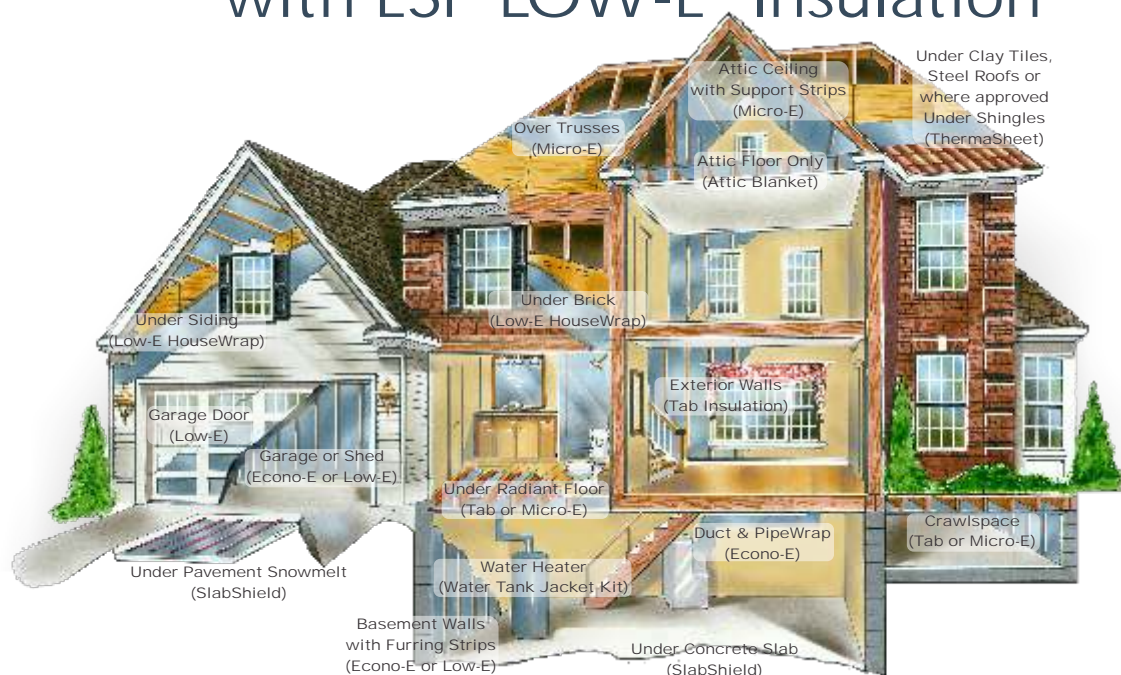 with ESP LOW-E® Insulation
Attic Ceiling
with Support Strips
(Micro-E)
Under Clay Tiles,
Steel Roofs or
where approved
Under Shingles
(ThermaSheet)
Over Trusses
(Micro-E)
Attic Floor Only
(Attic Blanket)
Under Siding
(Low-E HouseWrap)
Under Brick
(Low-E HouseWrap)
Exterior Walls
(Tab Insulation)
Garage Door
(Low-E)
Garage or Shed
(Econo-E or Low-E)
Under Radiant Floor
(Tab or Micro-E)
Duct & PipeWrap
(Econo-E)
Crawlspace
(Tab or Micro-E)
Under Pavement Snowmelt
(SlabShield)
Water Heater
(Water Tank Jacket Kit)
Basement Walls
with Furring Strips
(Econo-E or Low-E)
Under Concrete Slab
(SlabShield)